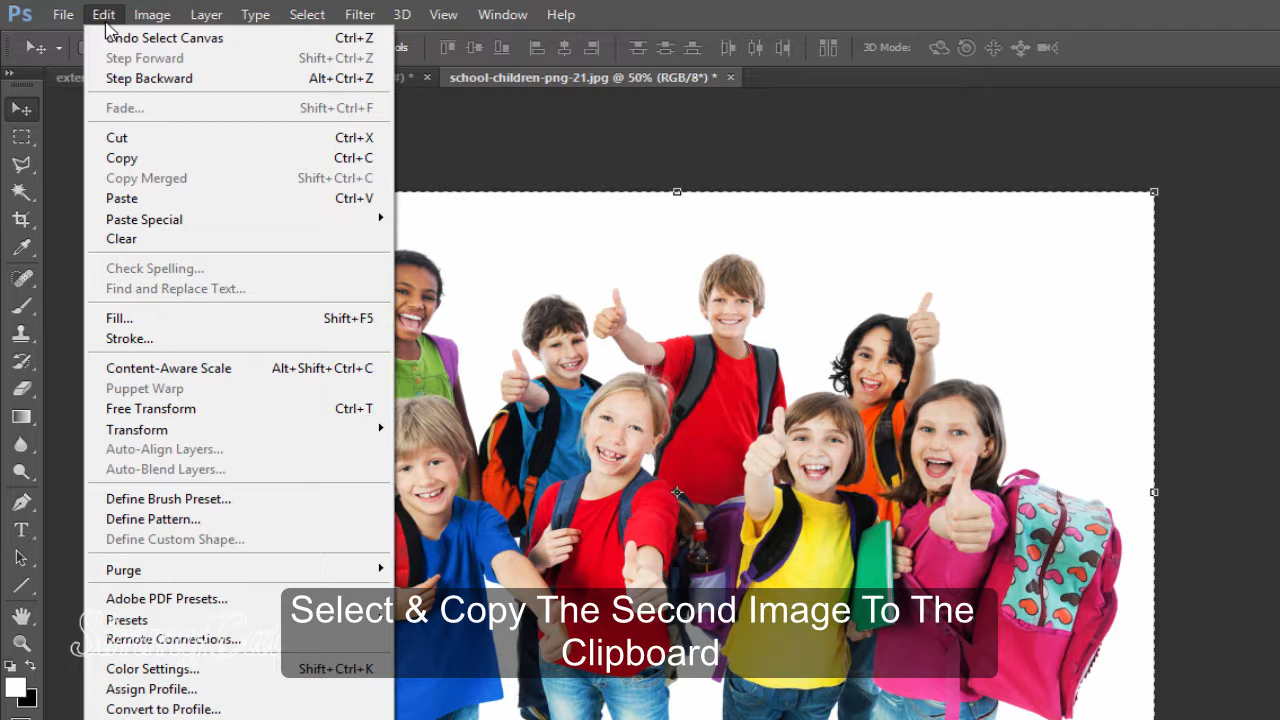 Ps File Edit Image Layer Type Select Filter 3D View Window Help
3D Mode:
school-children-png-21.jpg @ 50% (RGB/8*) * ×
Undo Select Canvas Ctrl+Z
Step Forward Shift+Ctrl+Z
Step Backward Alt+Ctrl+Z
Fade... Shift+Ctrl+F
Cut Ctrl+X
Copy Ctrl+C
Copy Merged Shift+Ctrl+C
Paste Ctrl+V
Paste Special
Clear
Check Spelling...
Find and Replace Text...
Fill... Shift+F5
Stroke...
Content-Aware Scale Alt+Shift+Ctrl+C
Puppet Warp
Free Transform Ctrl+T
Transform
Auto-Align Layers...
Auto-Blend Layers...
Define Brush Preset...
Define Pattern...
Define Custom Shape...
Purge
Adobe PDF Presets...
Presets
Remote Connections...
Color Settings... Shift+Ctrl+K
Assign Profile...
Convert to Profile...
Select & Copy The Second Image To The
Clipboard